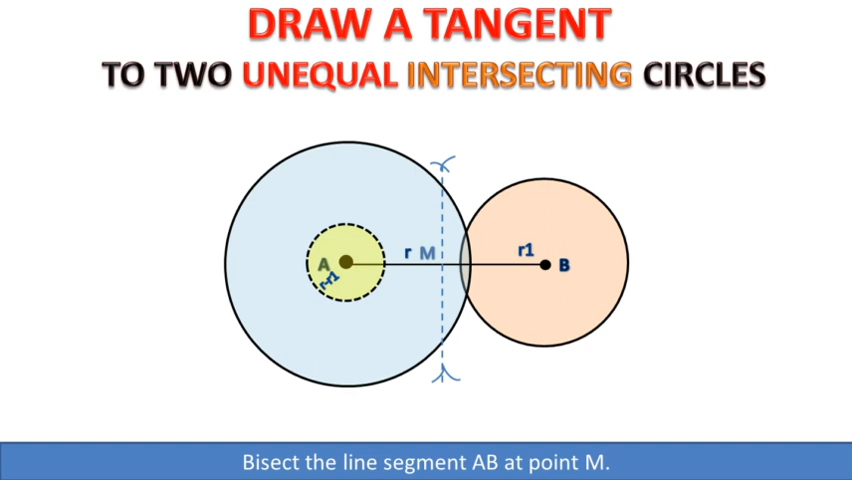 DRAW A TANGENT
TO TWO UNEQUAL INTERSECTING CIRCLES
r M
r1
A
B
r-r1
Bisect the line segment AB at point M.